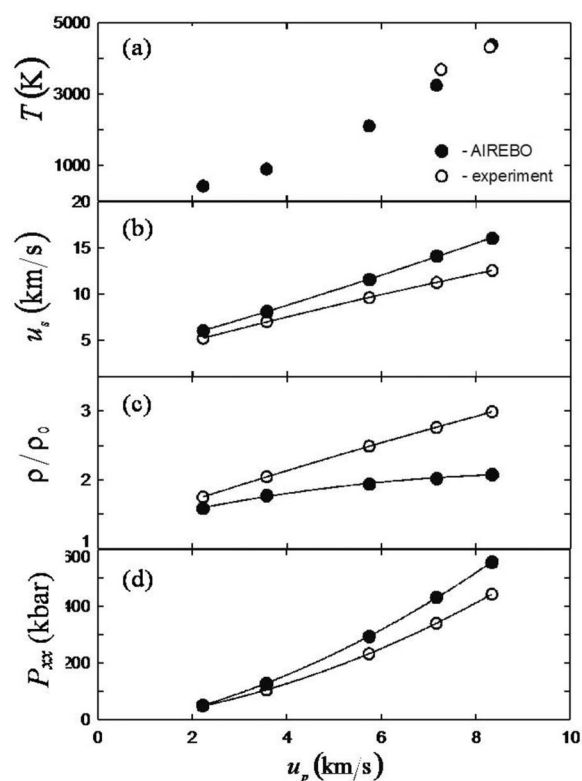 5000
(a)
T (K)
3000
- AIREBO
1000
- experiment
20
(b)
15
u_s (km/s)
10
5
(c)
3
ρ/ρ₀
2
1
600
(d)
P_xx (kbar)
400
200
0
0 2 4 6 8 10
u_p (km/s)